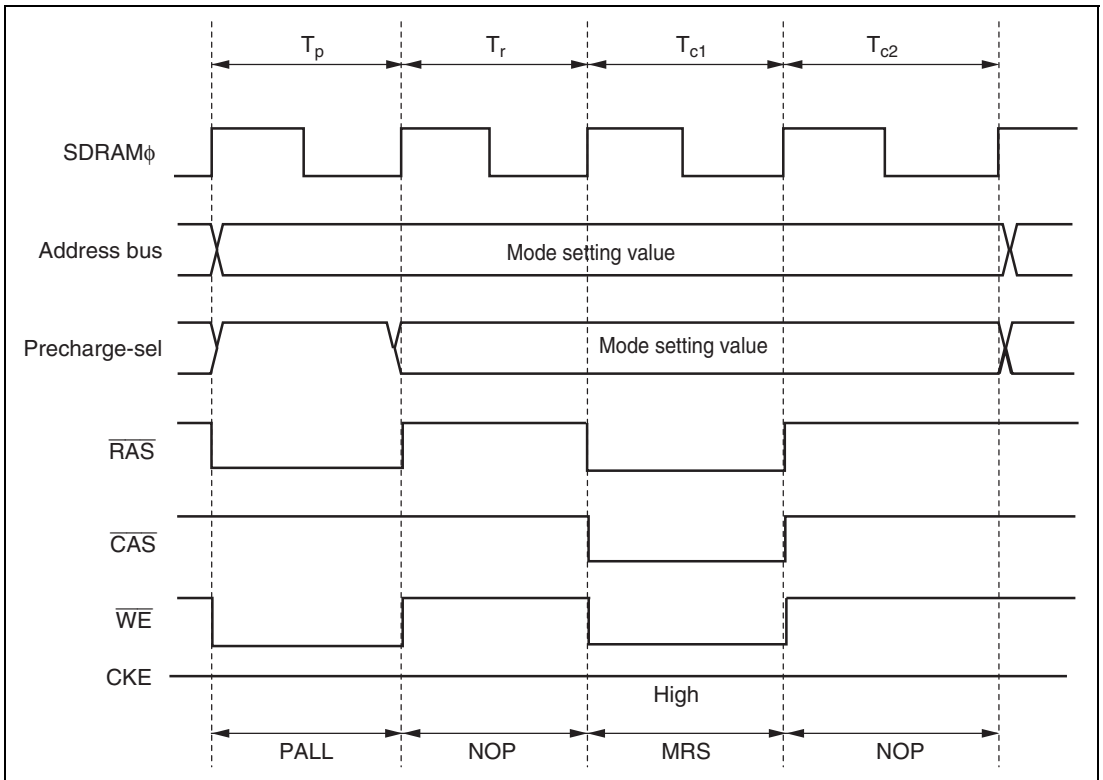 Tp Tr Tc1 Tc2
SDRAMϕ
Address bus
Mode setting value
Precharge-sel
Mode setting value
RAS
CAS
WE
CKE
High
PALL NOP MRS NOP